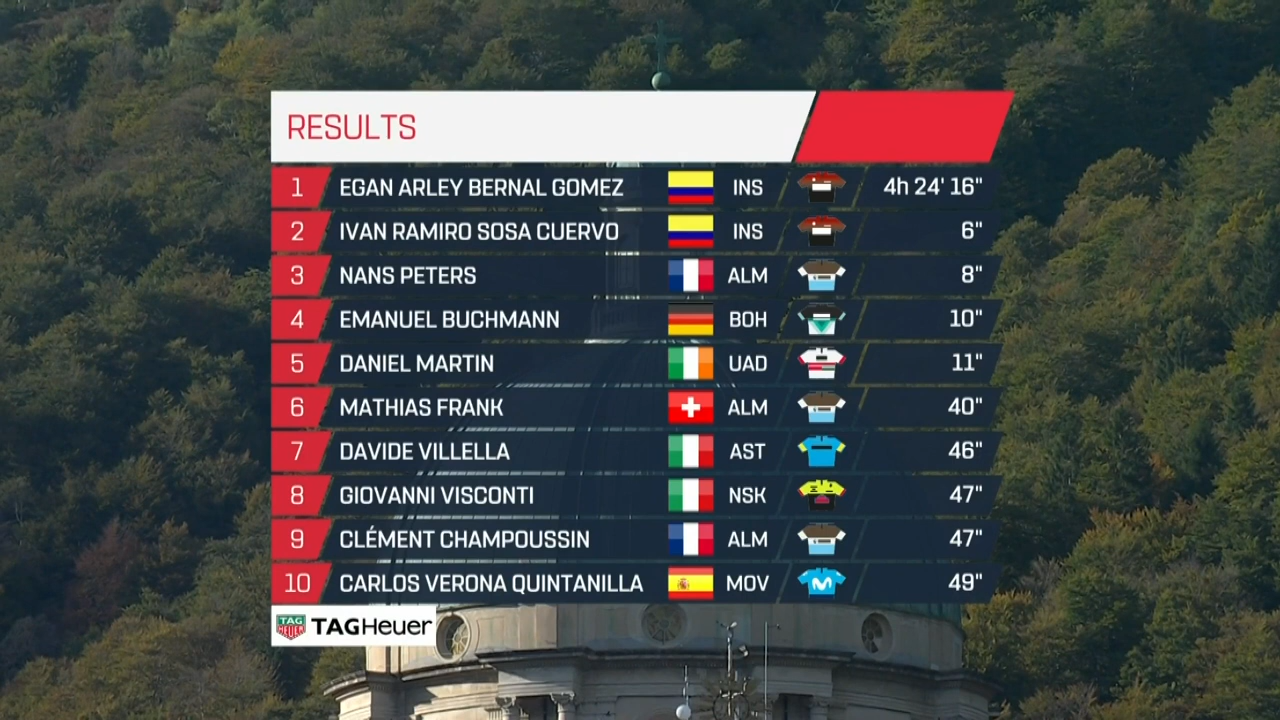 RESULTS
1 EGAN ARLEY BERNAL GOMEZ INS 4h 24' 16"
2 IVAN RAMIRO SOSA CUERVO INS 6"
3 NANS PETERS ALM 8"
4 EMANUEL BUCHMANN BOH 10"
5 DANIEL MARTIN UAD 11"
6 MATHIAS FRANK ALM 40"
7 DAVIDE VILLELLA AST 46"
8 GIOVANNI VISCONTI NSK 47"
9 CLÉMENT CHAMPOUSSIN ALM 47"
10 CARLOS VERONA QUINTANILLA MOV 49"
TAG HEUER TAGHeuer